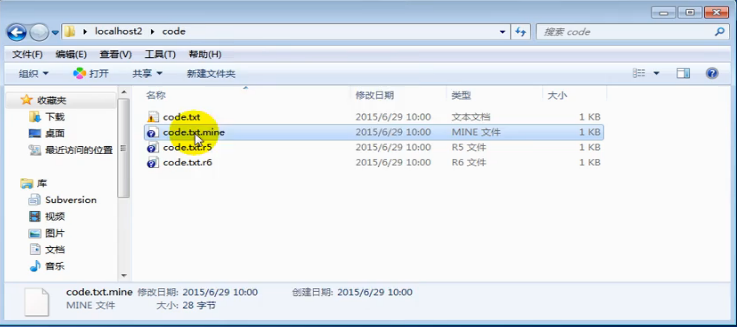 localhost2 ▸ code
搜索 code
文件(F) 编辑(E) 查看(V) 工具(T) 帮助(H)
组织 打开 共享 新建文件夹
收藏夹
下载
桌面
最近访问的位置
库
Subversion
视频
图片
文档
音乐
名称 修改日期 类型 大小
code.txt 2015/6/29 10:00 文本文档 1 KB
code.txt.mine 2015/6/29 10:00 MINE 文件 1 KB
code.txt.r5 2015/6/29 10:00 R5 文件 1 KB
code.txt.r6 2015/6/29 10:00 R6 文件 1 KB
code.txt.mine 修改日期: 2015/6/29 10:00 创建日期: 2015/6/29 10:00
MINE 文件 大小: 28 字节